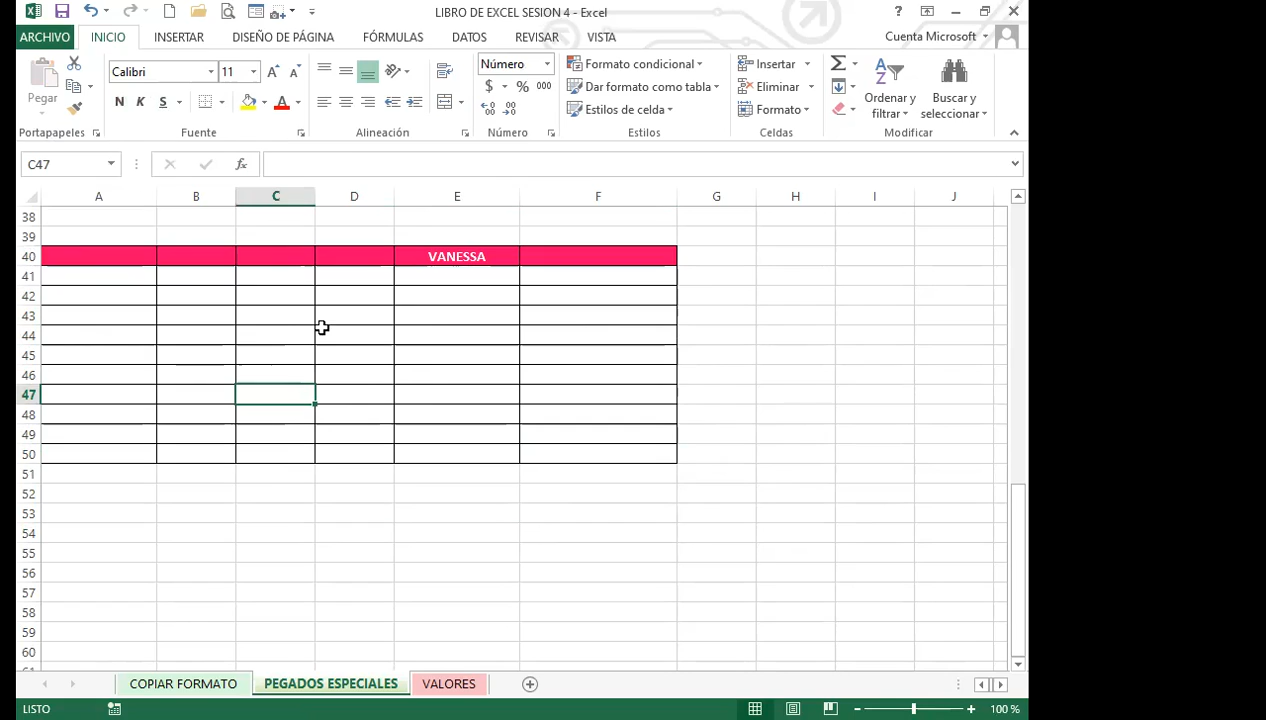 LIBRO DE EXCEL SESION 4 - Excel
?
ARCHIVO INICIO INSERTAR DISEÑO DE PÁGINA FÓRMULAS DATOS REVISAR VISTA Cuenta Microsoft
Pegar
Calibri 11
N K S
Número
$ % 000
Formato condicional
Dar formato como tabla
Estilos de celda
Insertar
Eliminar
Formato
Ordenar y filtrar
Buscar y seleccionar
Portapapeles Fuente Alineación Número Estilos Celdas Modificar
C47 fx
A B C D E F G H I J
38
39
40 VANESSA
41
42
43
44
45
46
47
48
49
50
51
52
53
54
55
56
57
58
59
60
COPIAR FORMATO PEGADOS ESPECIALES VALORES
LISTO 100 %